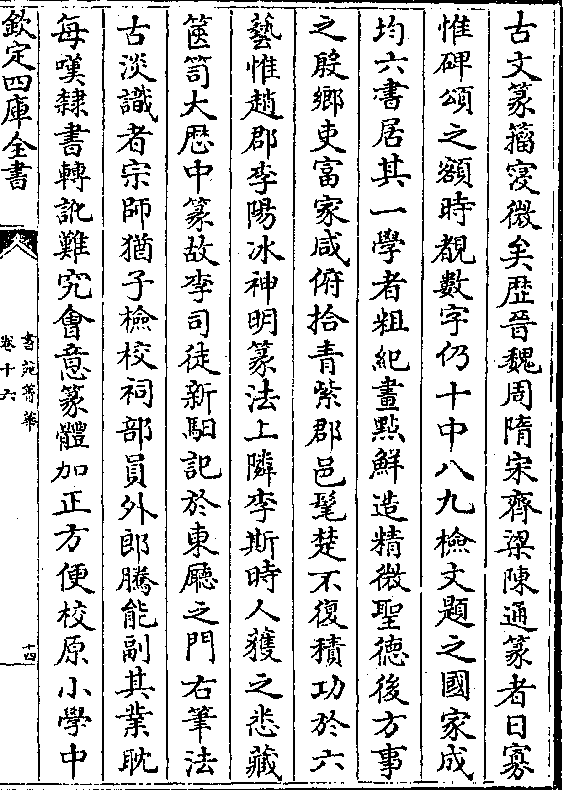 古文篆籀寖微矣歴晉魏周隋宋齊梁陳通篆者日寡
惟碑頌之額時覩數字仍十中八九檢文題之國家成
均六書居其一學者粗紀畫㸃鮮造精微聖德後方事
之殷鄉吏富家咸俯拾青紫郡邑髦楚不復積功於六
藝惟趙郡李陽冰神明篆法上隣李斯時人獲之悉藏
篋笥大歴中篆故李司徒新驲記於東廳之門右筆法
古淡識者宗師猶子檢校祠部員外郎騰能副其業耽
每嘆隸書轉訛難究會意篆體加正方便校原小學中
欽定四庫全書
書苑菁華
卷十六
十四